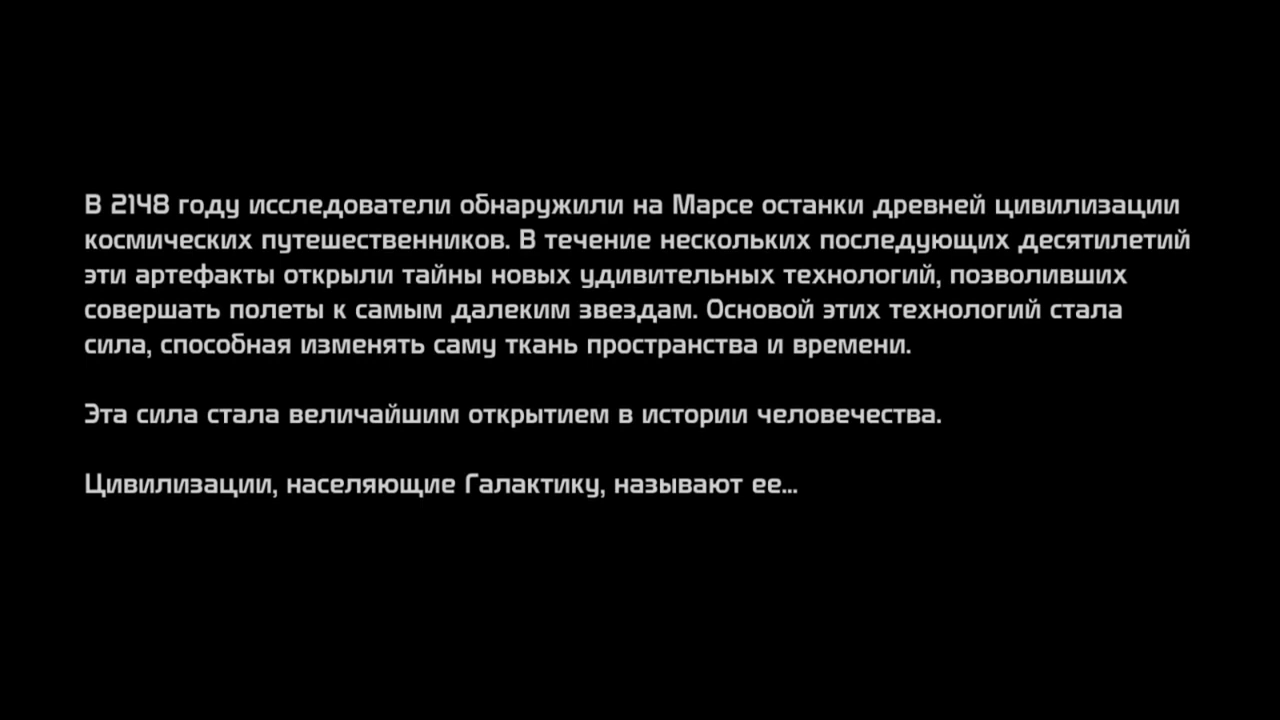 В 2148 году исследователи обнаружили на Марсе останки древней цивилизации
космических путешественников. В течение нескольких последующих десятилетий
эти артефакты открыли тайны новых удивительных технологий, позволивших
совершать полеты к самым далеким звездам. Основой этих технологий стала
сила, способная изменять саму ткань пространства и времени.
Эта сила стала величайшим открытием в истории человечества.
Цивилизации, населяющие Галактику, называют ее...